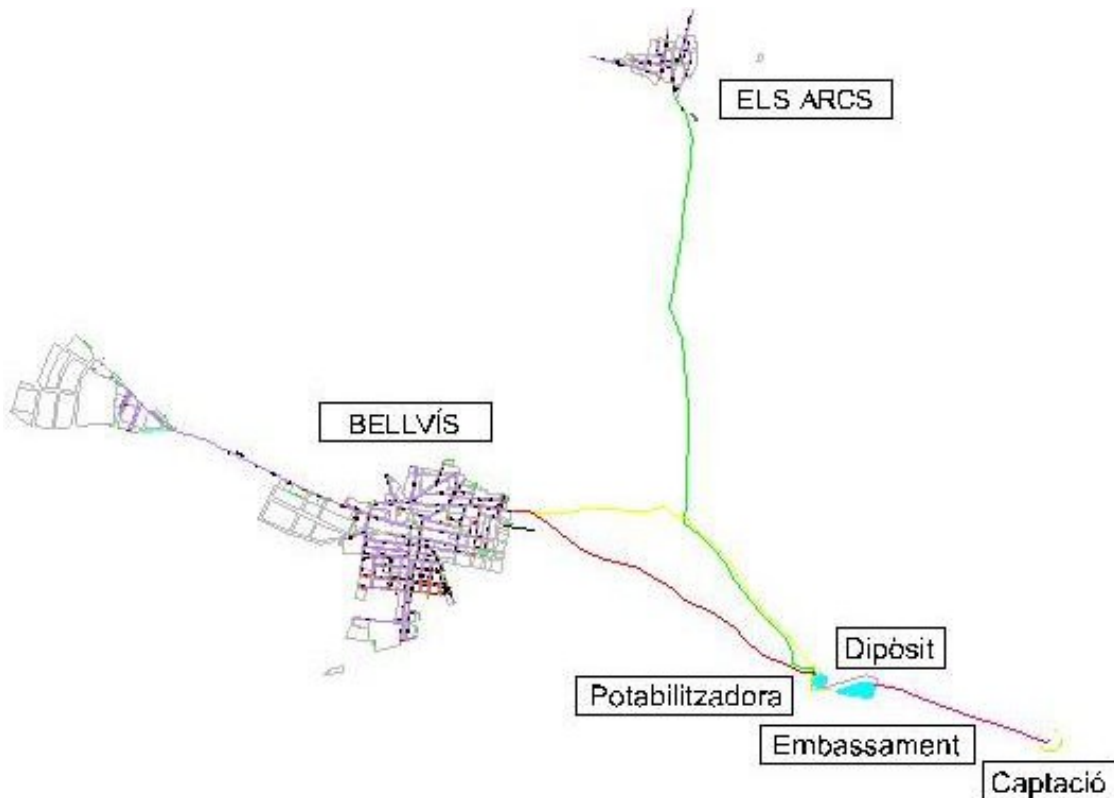 ELS ARCS
BELLVÍS
Dipòsit
Potabilitzadora
Embassament
Captació